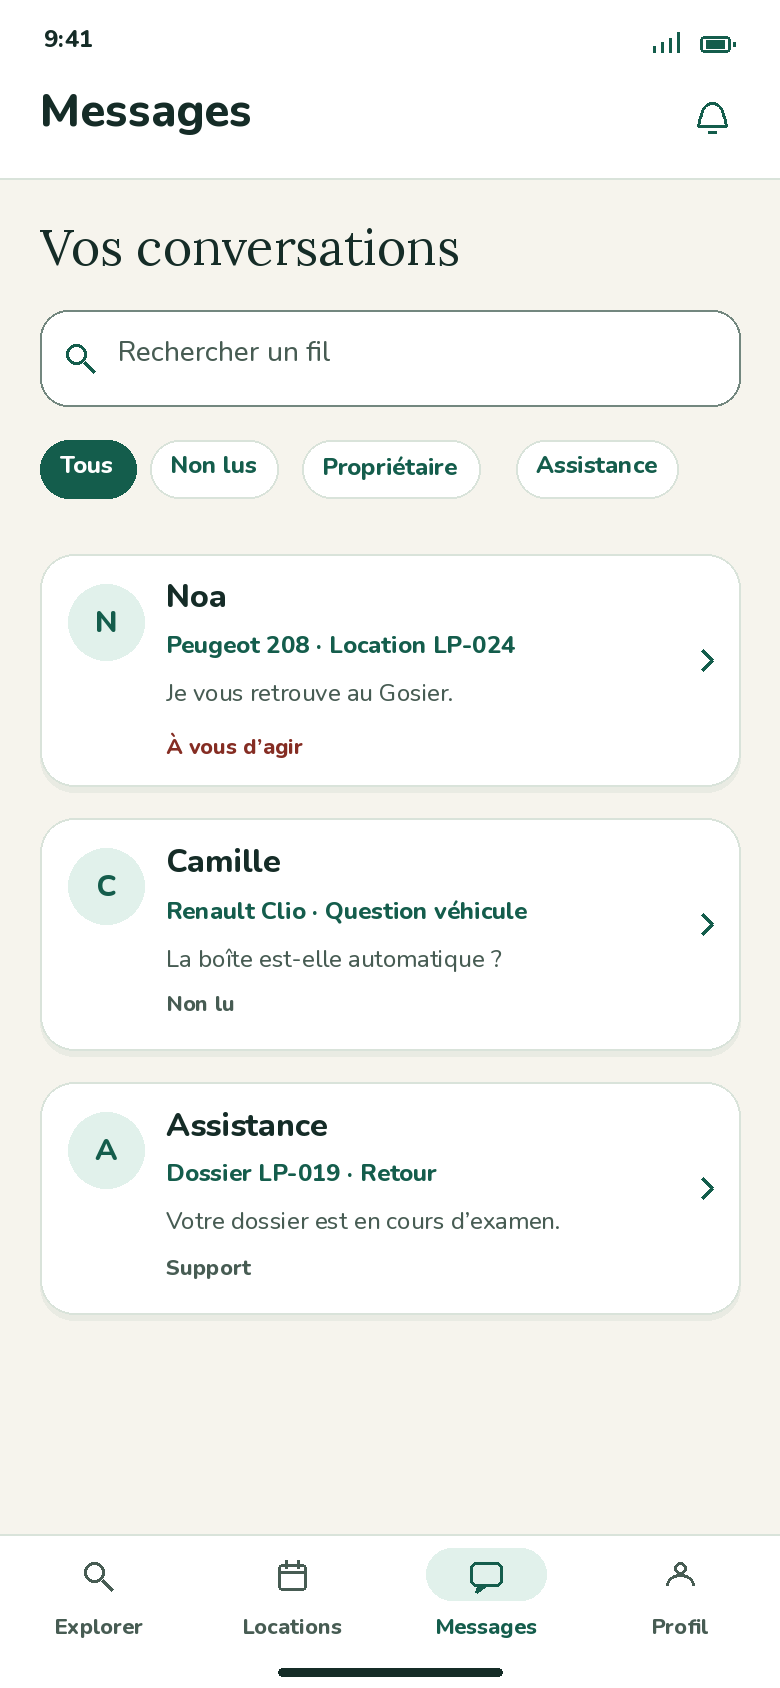 9:41
Messages
Vos conversations
Rechercher un fil
Tous
Non lus
Propriétaire
Assistance
N
Noa
Peugeot 208 · Location LP-024
Je vous retrouve au Gosier.
À vous d’agir
C
Camille
Renault Clio · Question véhicule
La boîte est-elle automatique ?
Non lu
A
Assistance
Dossier LP-019 · Retour
Votre dossier est en cours d’examen.
Support
Explorer
Locations
Messages
Profil